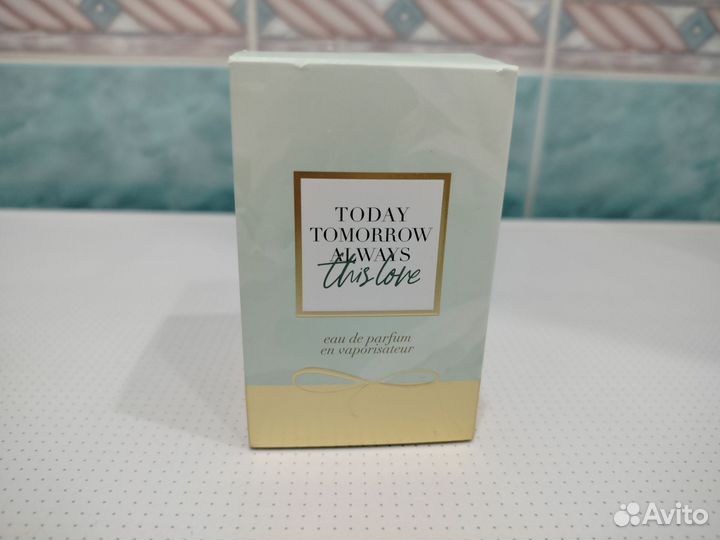 TODAY
TOMORROW
ALWAYS
this love
eau de parfum
en vaporisateur
Avito